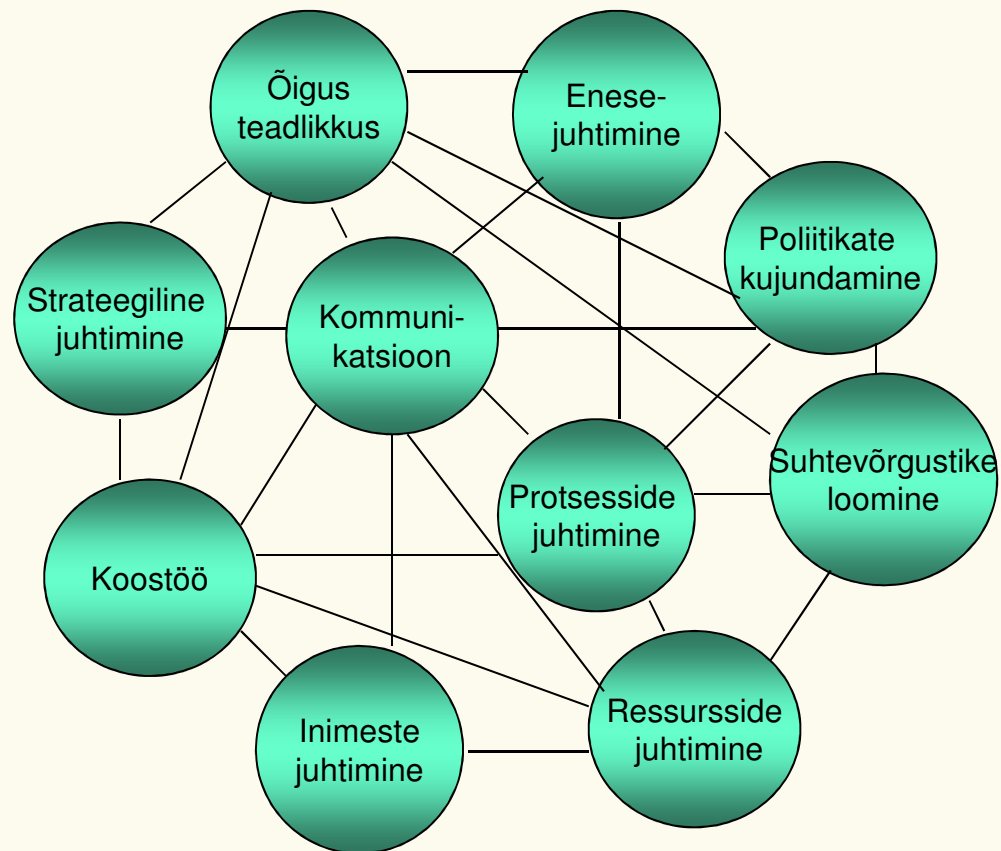 Õigus
teadlikkus
Enese-
juhtimine
Poliitikate
kujundamine
Strateegiline
juhtimine
Kommuni-
katsioon
Suhtevõrgustike
loomine
Protsesside
juhtimine
Koostöö
Inimeste
juhtimine
Ressursside
juhtimine